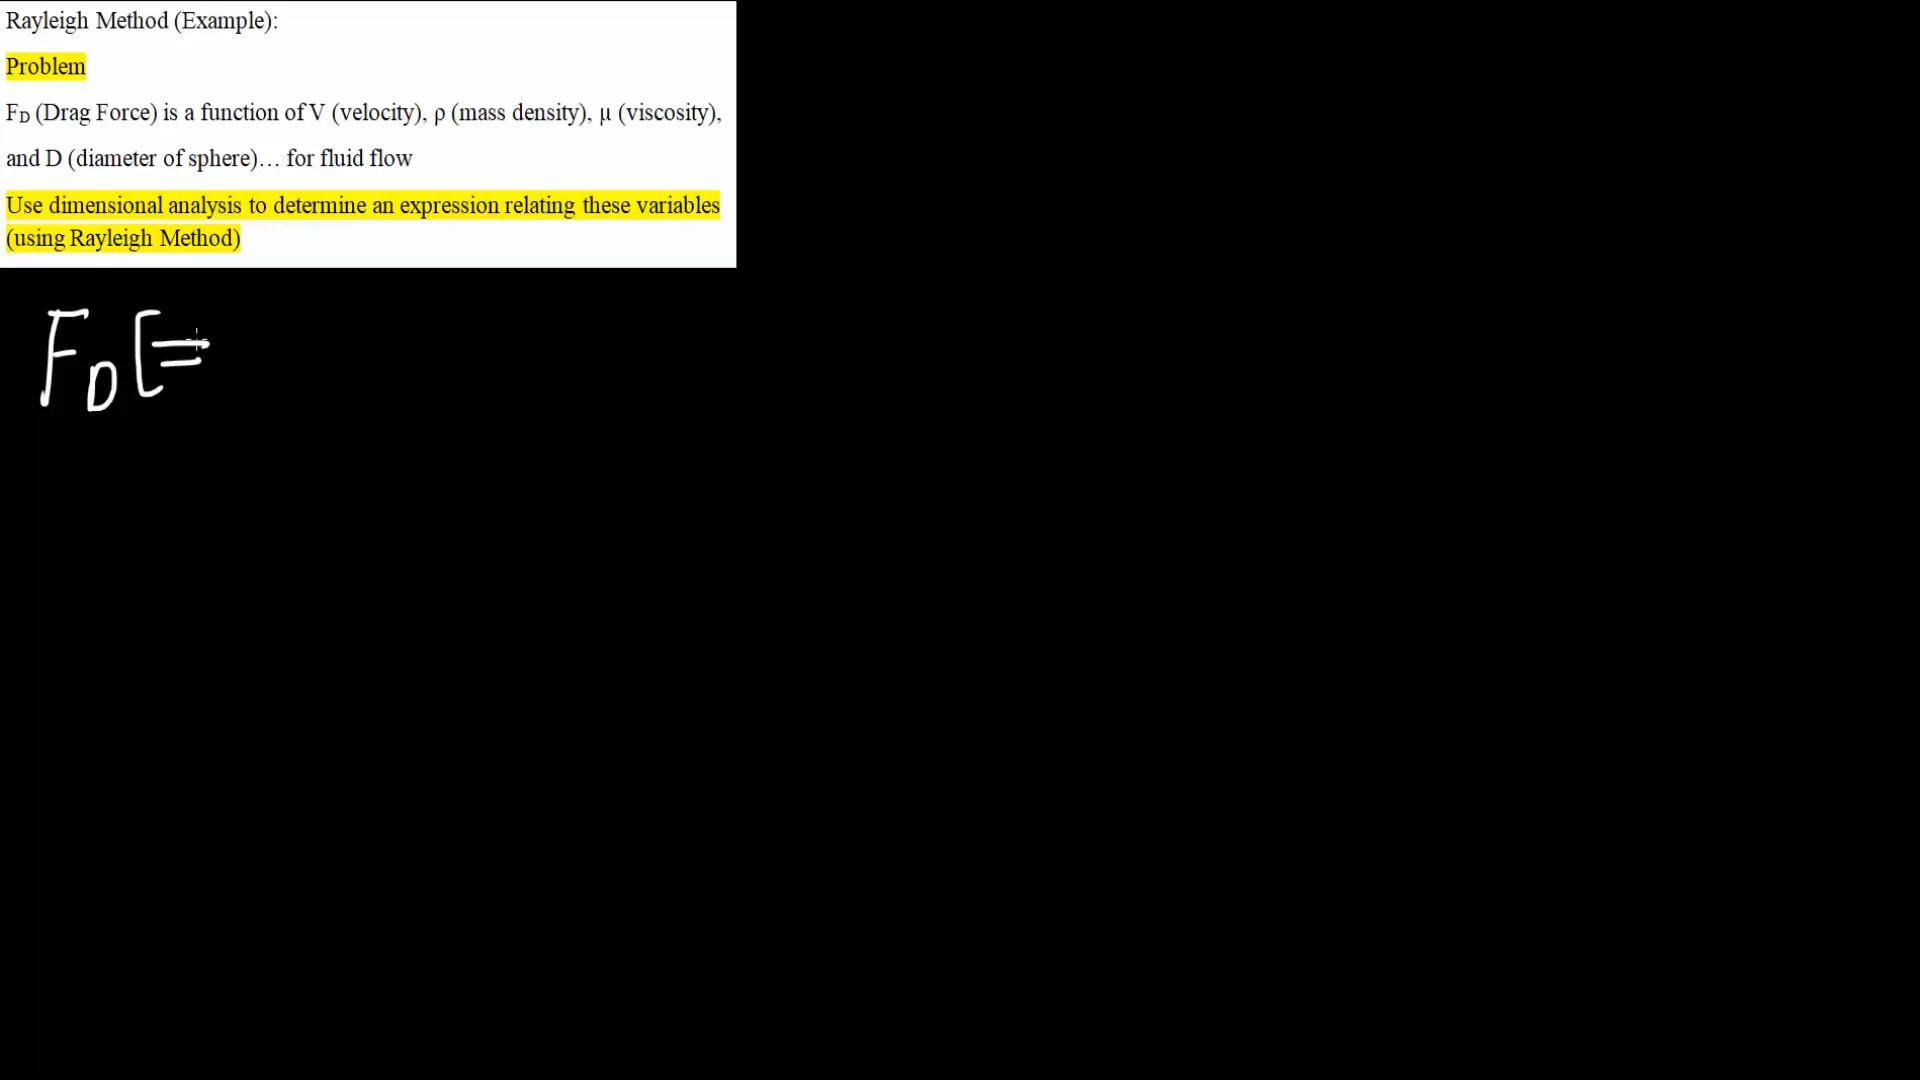 Rayleigh Method (Example):
Problem
FD (Drag Force) is a function of V (velocity), ρ (mass density), μ (viscosity),
and D (diameter of sphere)… for fluid flow
Use dimensional analysis to determine an expression relating these variables
(using Rayleigh Method)
FD [=